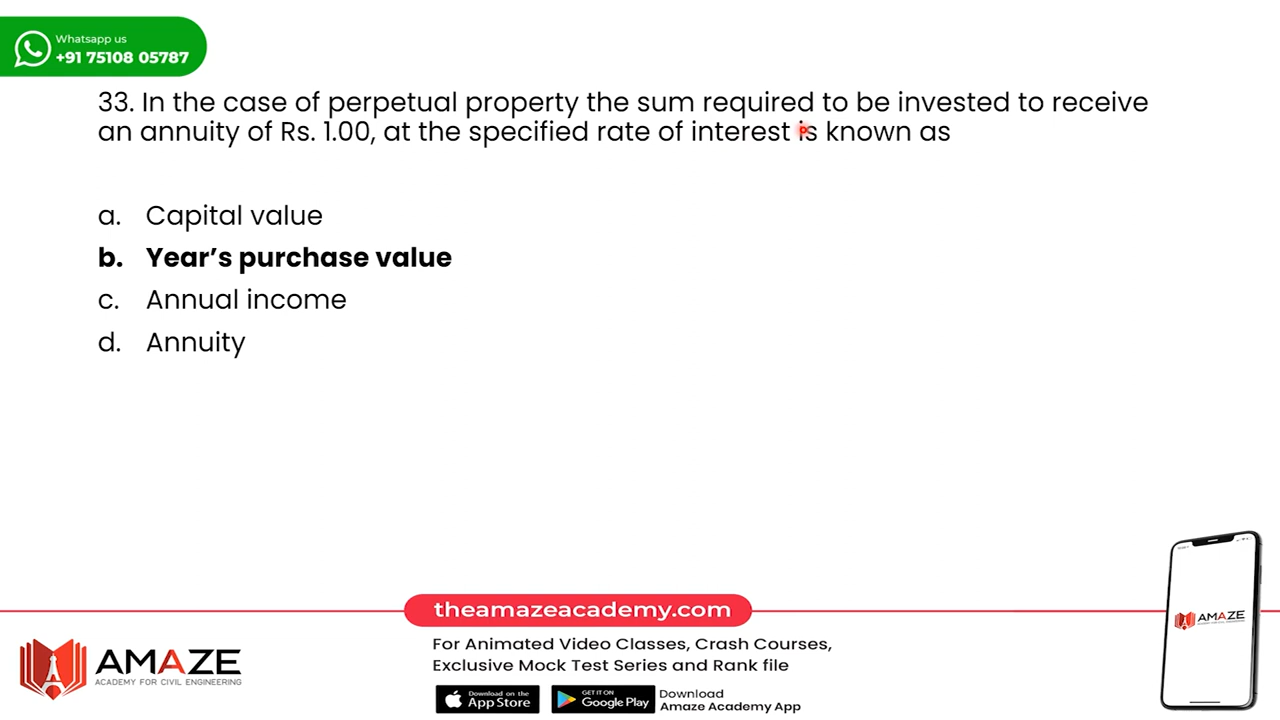 Whatsapp us
+91 75108 05787
33. In the case of perpetual property the sum required to be invested to receive
an annuity of Rs. 1.00, at the specified rate of interest is known as
a. Capital value
b. Year’s purchase value
c. Annual income
d. Annuity
theamazeacademy.com
For Animated Video Classes, Crash Courses,
Exclusive Mock Test Series and Rank file
AMAZE
ACADEMY FOR CIVIL ENGINEERING
Download on the
App Store
GET IT ON
Google Play
Download
Amaze Academy App
AMAZE
ACADEMY FOR CIVIL ENGINEERING